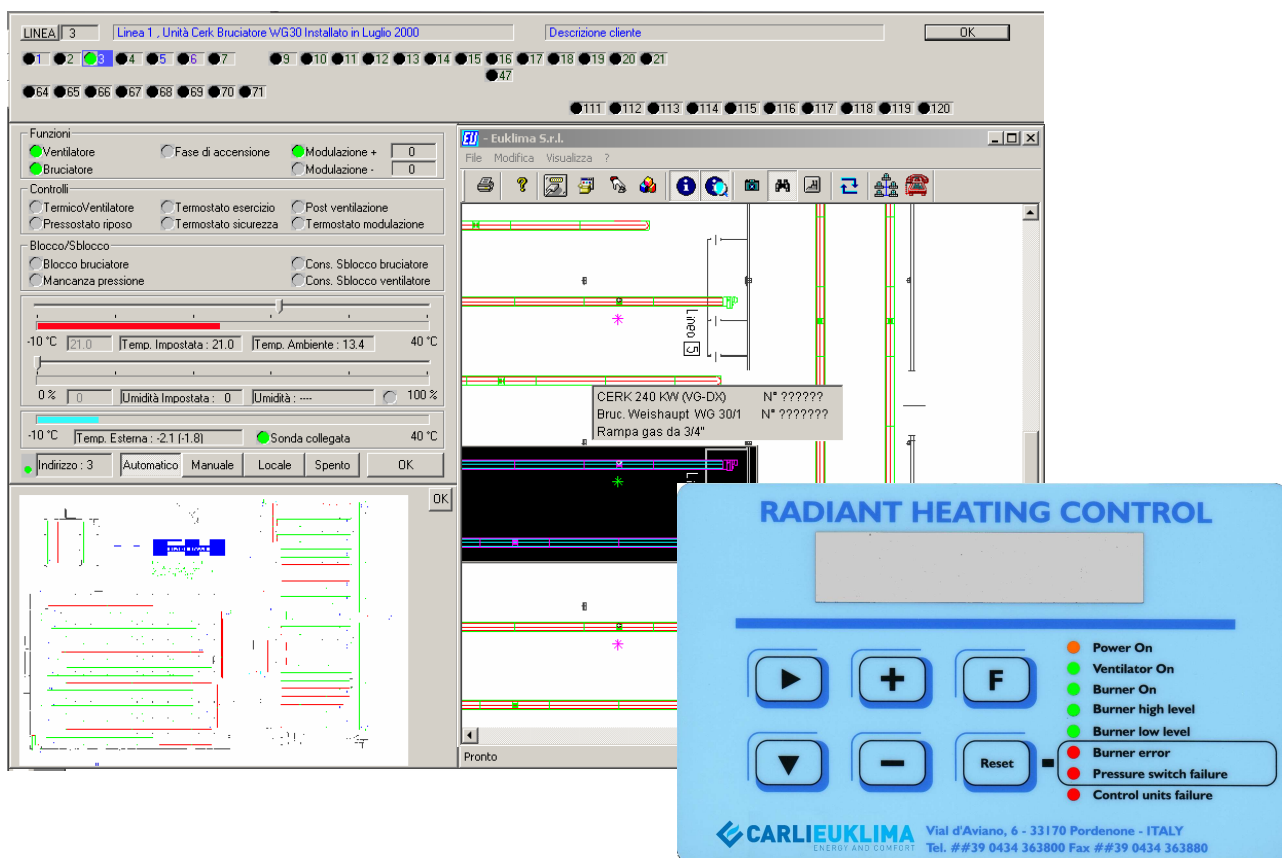 LINEA 3 Linea 1 , Unità Cerk Bruciatore WG30 Installato in Luglio 2000 Descrizione cliente OK
1 2 3 4 5 6 7 9 10 11 12 13 14 15 16 17 18 19 20 21
47
64 65 66 67 68 69 70 71
111 112 113 114 115 116 117 118 119 120
Funzioni
Ventilatore Fase di accensione Modulazione + 0
Bruciatore Modulazione - 0
Controlli
TermicoVentilatore Termostato esercizio Post ventilazione
Pressostato riposo Termostato sicurezza Termostato modulazione
Blocco/Sblocco
Blocco bruciatore Cons. Sblocco bruciatore
Mancanza pressione Cons. Sblocco ventilatore
-10 °C 21.0 Temp. Impostata : 21.0 Temp. Ambiente : 13.4 40 °C
0 % 0 Umidità Impostata : 0 Umidità : ---- 100 %
-10 °C Temp. Esterna : -2.1 (-1.8) Sonda collegata 40 °C
Indirizzo : 3 Automatico Manuale Locale Spento OK
OK
EU - Euklima S.r.l.
File Modifica Visualizza ?
Linea 5
CERK 240 KW (VG-DX) N° ??????
Bruc. Weishaupt WG 30/1 N° ???????
Rampa gas da 3/4"
Pronto
RADIANT HEATING CONTROL
Power On
Ventilator On
Burner On
F
Burner high level
Burner low level
Burner error
Reset
Pressure switch failure
Control units failure
CARLIEUKLIMA
ENERGY AND COMFORT
Vial d'Aviano, 6 - 33170 Pordenone - ITALY
Tel. ##39 0434 363800 Fax ##39 0434 363880